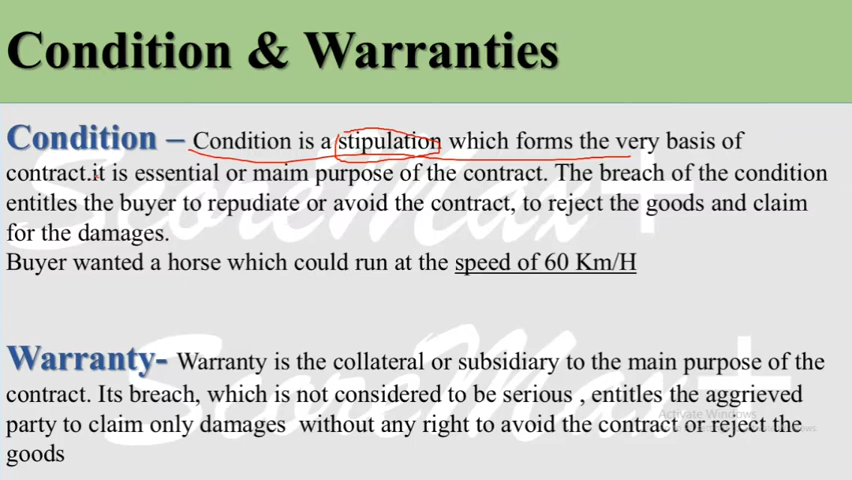 Condition & Warranties
Condition – Condition is a stipulation which forms the very basis of
contract.it is essential or maim purpose of the contract. The breach of the condition
entitles the buyer to repudiate or avoid the contract, to reject the goods and claim
for the damages.
Buyer wanted a horse which could run at the speed of 60 Km/H
ScoreMax+
Warranty- Warranty is the collateral or subsidiary to the main purpose of the
contract. Its breach, which is not considered to be serious , entitles the aggrieved
party to claim only damages without any right to avoid the contract or reject the
goods
ScoreMax+
Activate Windows